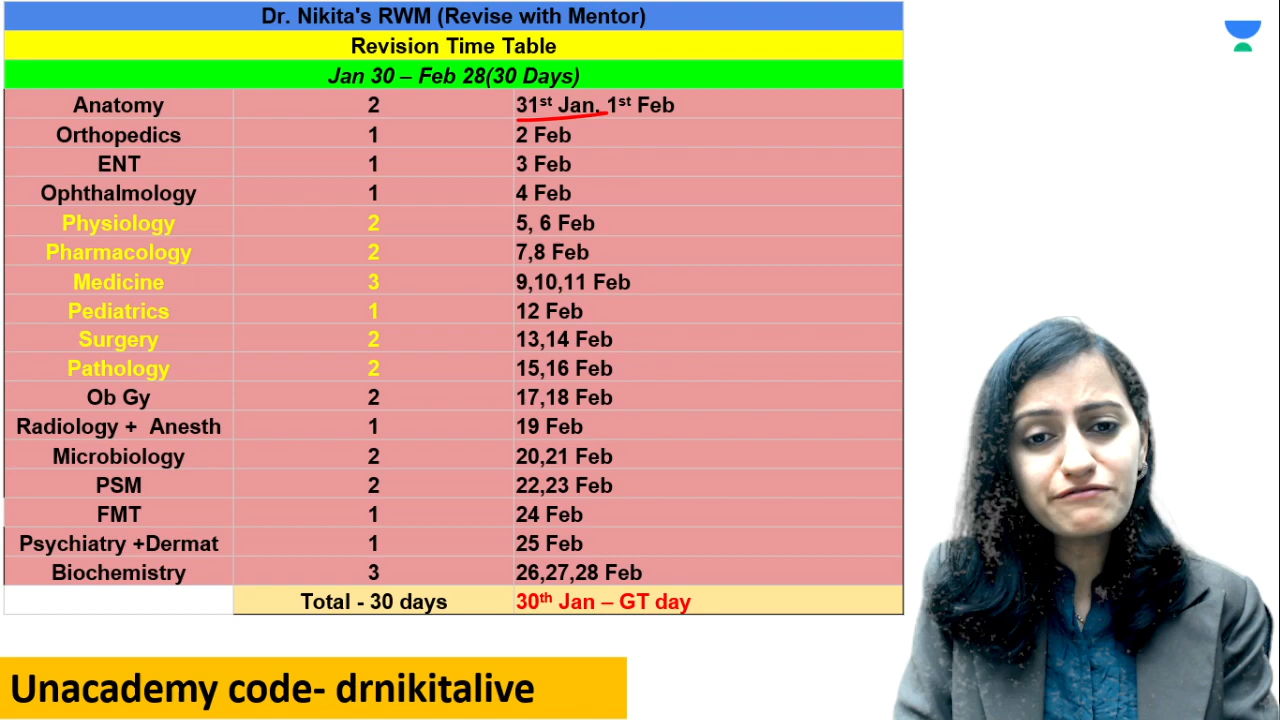 Dr. Nikita's RWM (Revise with Mentor)
Revision Time Table
Jan 30 – Feb 28(30 Days)
Anatomy 2 31st Jan, 1st Feb
Orthopedics 1 2 Feb
ENT 1 3 Feb
Ophthalmology 1 4 Feb
Physiology 2 5, 6 Feb
Pharmacology 2 7,8 Feb
Medicine 3 9,10,11 Feb
Pediatrics 1 12 Feb
Surgery 2 13,14 Feb
Pathology 2 15,16 Feb
Ob Gy 2 17,18 Feb
Radiology + Anesth 1 19 Feb
Microbiology 2 20,21 Feb
PSM 2 22,23 Feb
FMT 1 24 Feb
Psychiatry +Dermat 1 25 Feb
Biochemistry 3 26,27,28 Feb
Total - 30 days 30th Jan – GT day
Unacademy code- drnikitalive